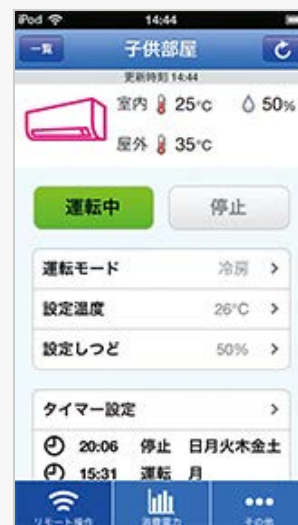 iPod 14:44
一覧 子供部屋
更新時刻 14:44
室内 25℃ 50%
屋外 35℃
運転中 停止
運転モード 冷房 >
設定温度 26℃ >
設定しつど 50% >
タイマー設定 >
20:06 停止 日月火木金土
15:31 運転 月
リモート操作 消費電力 その他